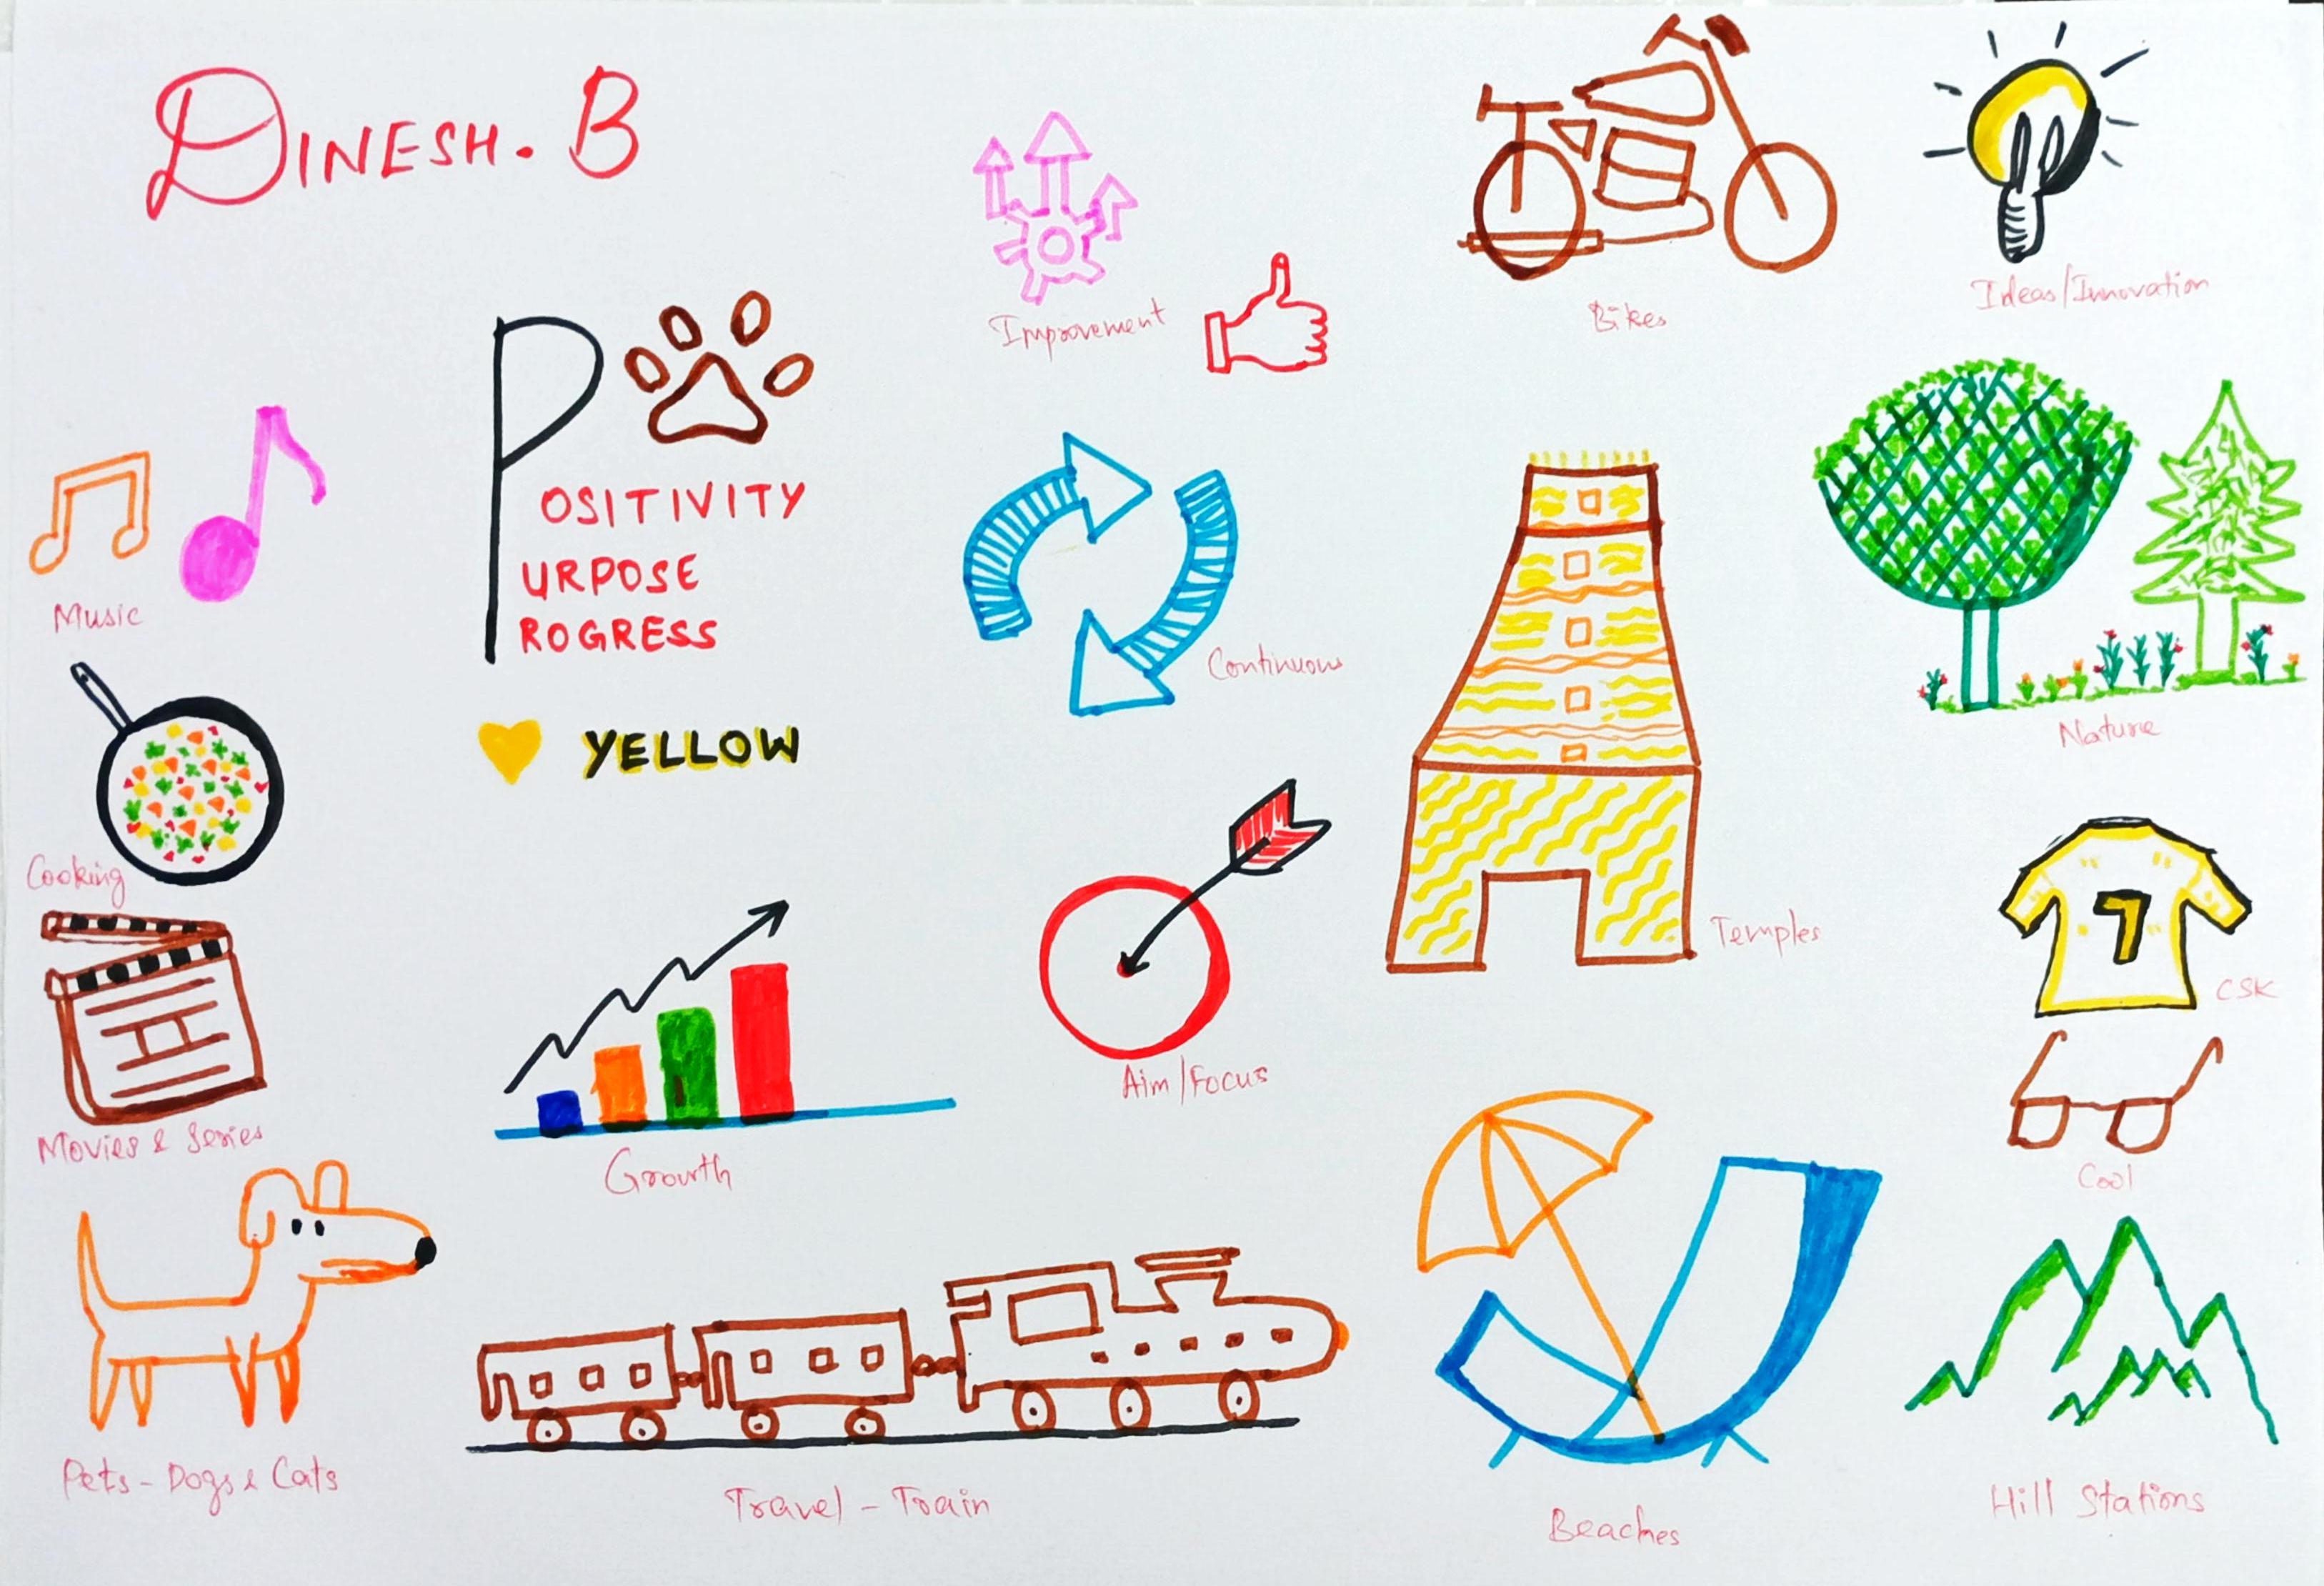 DINESH. B
Improvement
Bikes
Ideas/Innovation
Music
P
OSITIVITY
URPOSE
ROGRESS
Continuous
Nature
YELLOW
Cooking
Aim/Focus
Temples
7
CSK
Movies & Series
Growth
Cool
Pets - Dogs & Cats
Travel - Train
Beaches
Hill Stations